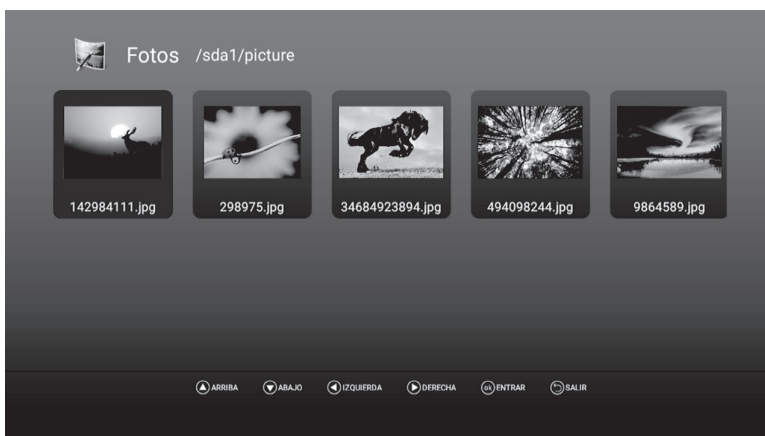 Fotos /sda1/picture
142984111.jpg 298975.jpg 34684923894.jpg 494098244.jpg 9864589.jpg
ARRIBA ABAJO IZQUIERDA DERECHA ok ENTRAR SALIR